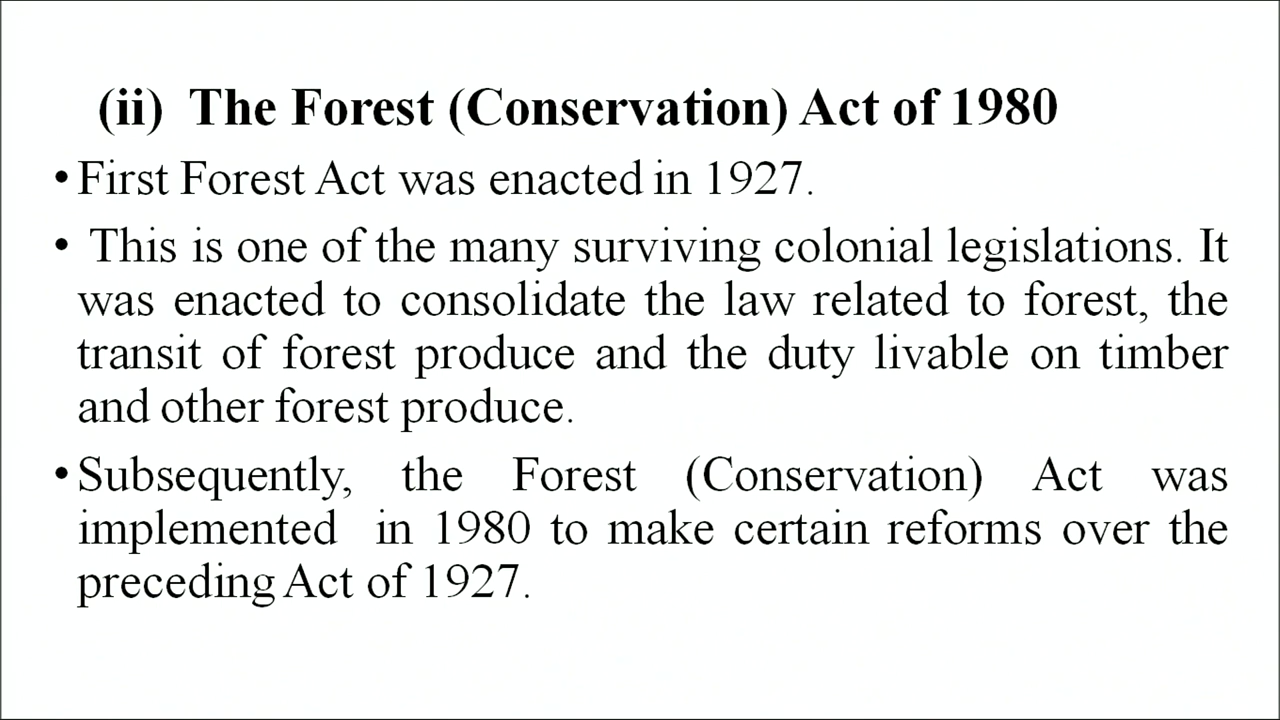 (ii) The Forest (Conservation) Act of 1980
•First Forest Act was enacted in 1927.
• This is one of the many surviving colonial legislations. It
was enacted to consolidate the law related to forest, the
transit of forest produce and the duty livable on timber
and other forest produce.
•Subsequently, the Forest (Conservation) Act was
implemented in 1980 to make certain reforms over the
preceding Act of 1927.